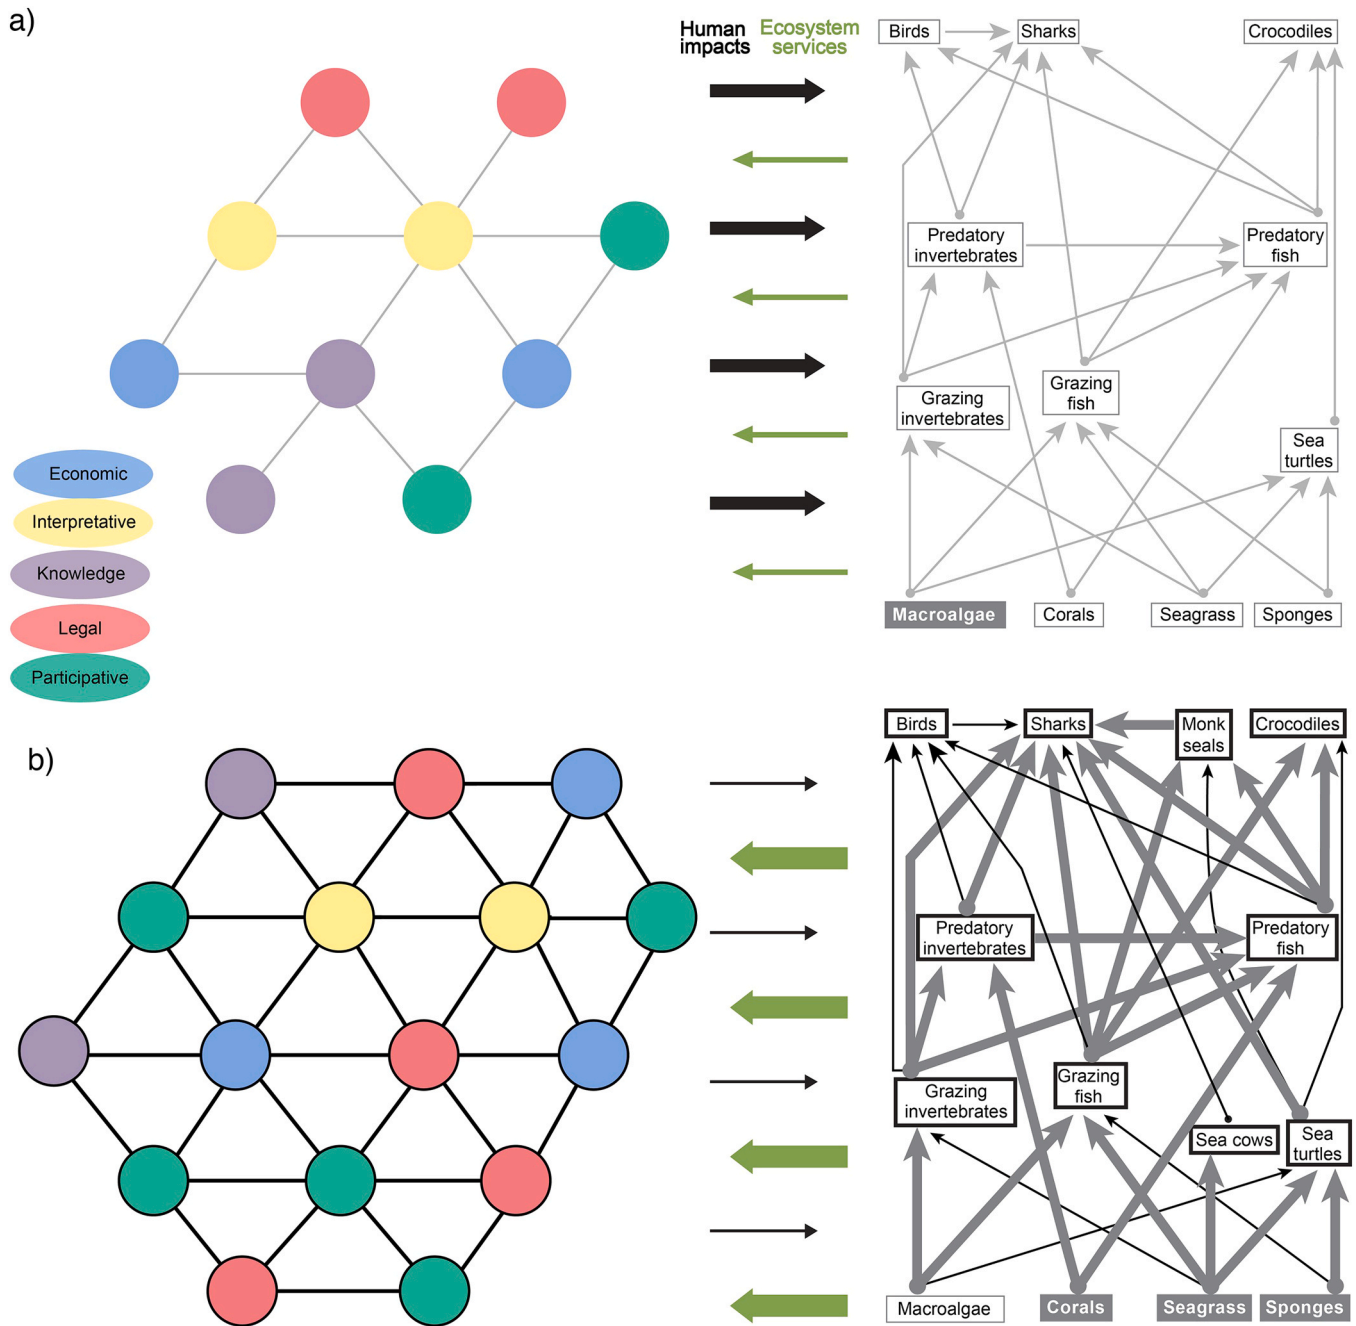 a)
Human
impacts
Ecosystem
services
Birds
Sharks
Crocodiles
Predatory
invertebrates
Predatory
fish
Grazing
invertebrates
Grazing
fish
Sea
turtles
Macroalgae
Corals
Seagrass
Sponges
Economic
Interpretative
Knowledge
Legal
Participative
b)
Birds
Sharks
Monk
seals
Crocodiles
Predatory
invertebrates
Predatory
fish
Grazing
invertebrates
Grazing
fish
Sea cows
Sea
turtles
Macroalgae
Corals
Seagrass
Sponges